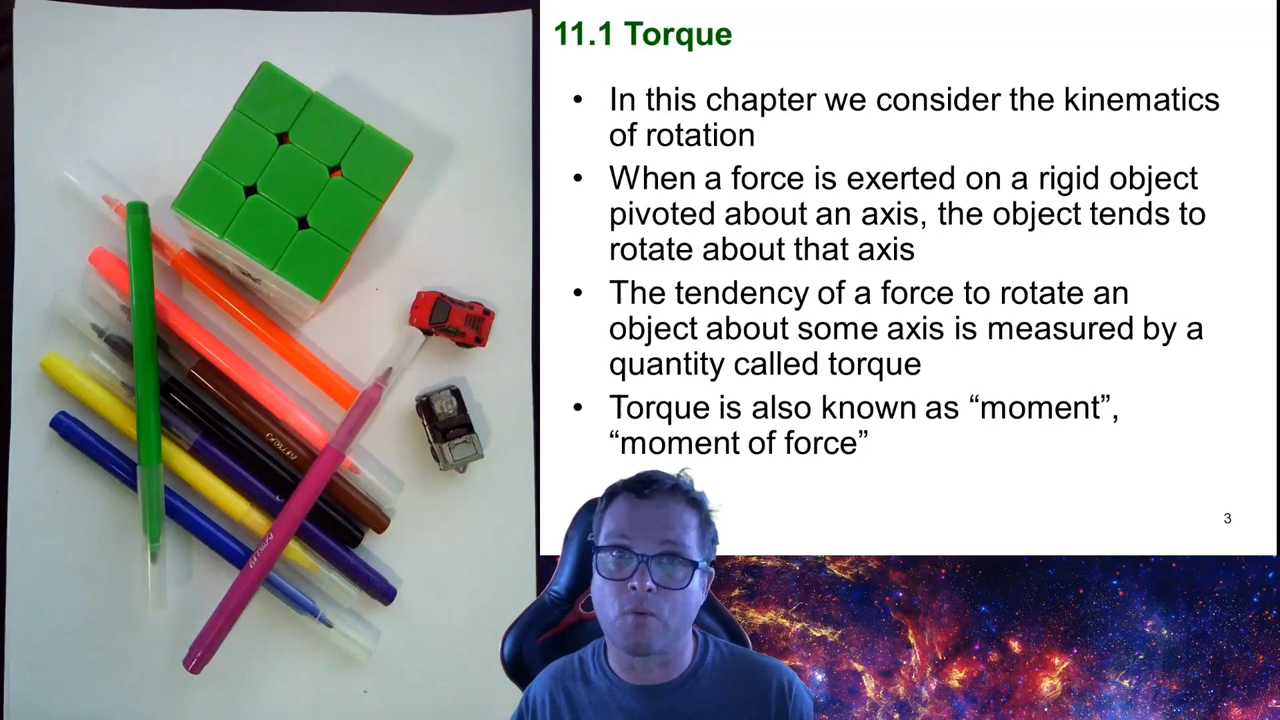 11.1 Torque
• In this chapter we consider the kinematics
of rotation
• When a force is exerted on a rigid object
pivoted about an axis, the object tends to
rotate about that axis
• The tendency of a force to rotate an
object about some axis is measured by a
quantity called torque
• Torque is also known as “moment”,
“moment of force”
3